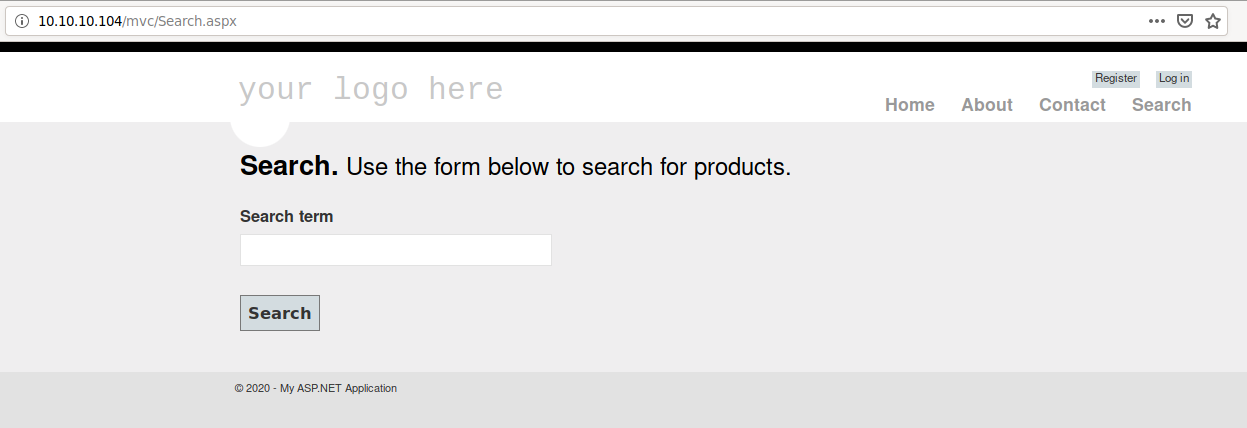 10.10.10.104/mvc/Search.aspx
Register Log in
your logo here
Home About Contact Search
Search. Use the form below to search for products.
Search term
Search
© 2020 - My ASP.NET Application